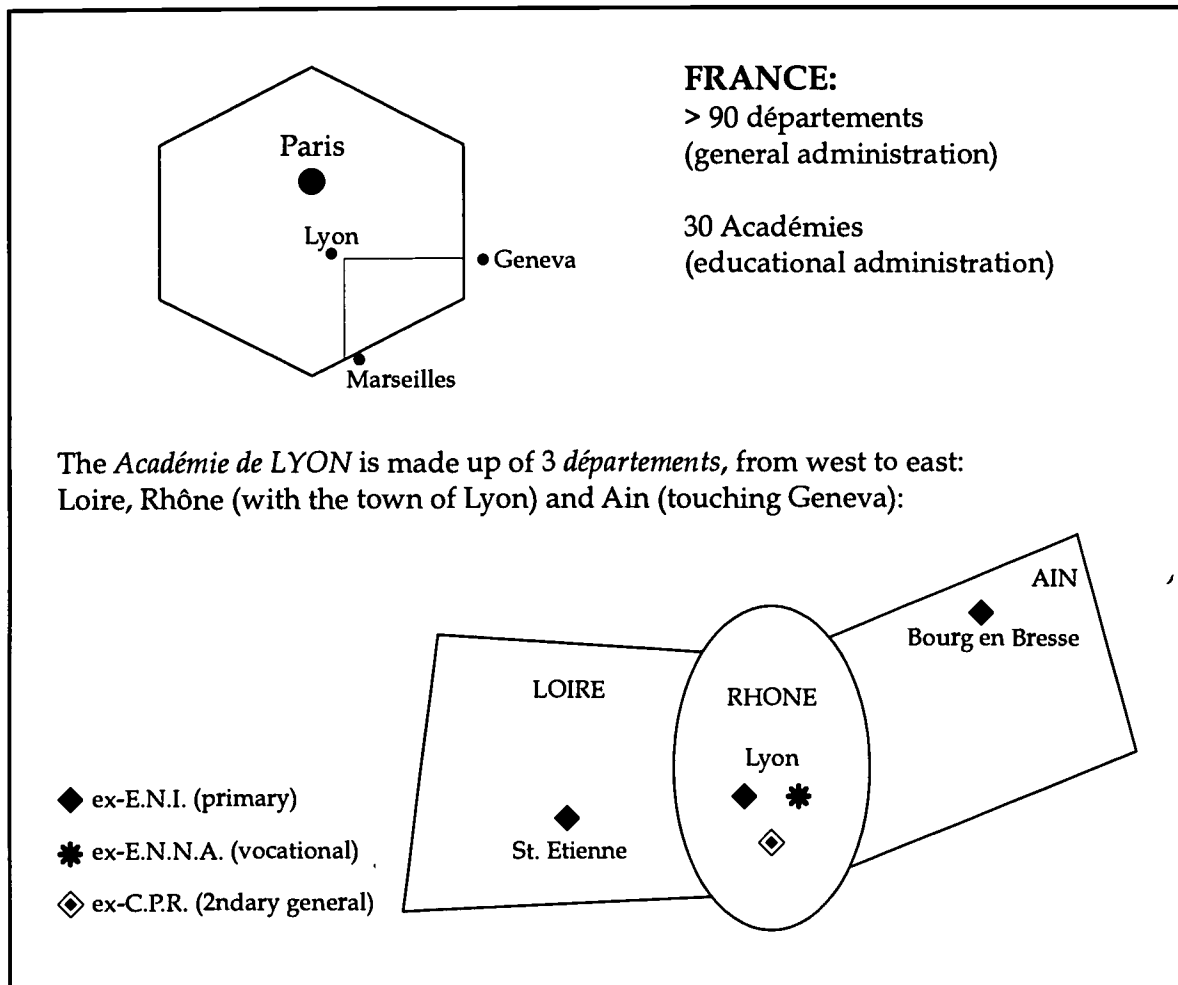 FRANCE:
> 90 départements
(general administration)
30 Académies
(educational administration)
Paris
Lyon
Geneva
Marseilles
The Académie de LYON is made up of 3 départements, from west to east:
Loire, Rhône (with the town of Lyon) and Ain (touching Geneva):
AIN
Bourg en Bresse
LOIRE
RHONE
Lyon
St. Etienne
ex-E.N.I. (primary)
ex-E.N.N.A. (vocational)
ex-C.P.R. (2ndary general)